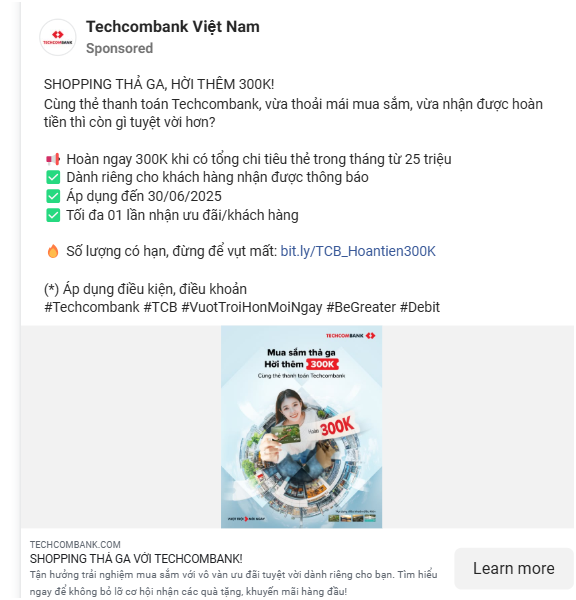 TECHCOMBANK
Techcombank Việt Nam
Sponsored
SHOPPING THẢ GA, HỜI THÊM 300K!
Cùng thẻ thanh toán Techcombank, vừa thoải mái mua sắm, vừa nhận được hoàn
tiền thì còn gì tuyệt vời hơn?
Hoàn ngay 300K khi có tổng chi tiêu thẻ trong tháng từ 25 triệu
Dành riêng cho khách hàng nhận được thông báo
Áp dụng đến 30/06/2025
Tối đa 01 lần nhận ưu đãi/khách hàng
Số lượng có hạn, đừng để vụt mất: bit.ly/TCB_Hoantien300K
(*) Áp dụng điều kiện, điều khoản
#Techcombank #TCB #VuotTroiHonMoiNgay #BeGreater #Debit
TECHCOMBANK
Mua sắm thả ga
Hời thêm 300K
Cùng thẻ thanh toán Techcombank
Hoàn 300K
TECHCOMBANK.COM
SHOPPING THẢ GA VỚI TECHCOMBANK!
Tận hưởng trải nghiệm mua sắm với vô vàn ưu đãi tuyệt vời dành riêng cho bạn. Tìm hiểu
ngay để không bỏ lỡ cơ hội nhận các quà tặng, khuyến mãi hàng đầu!
Learn more